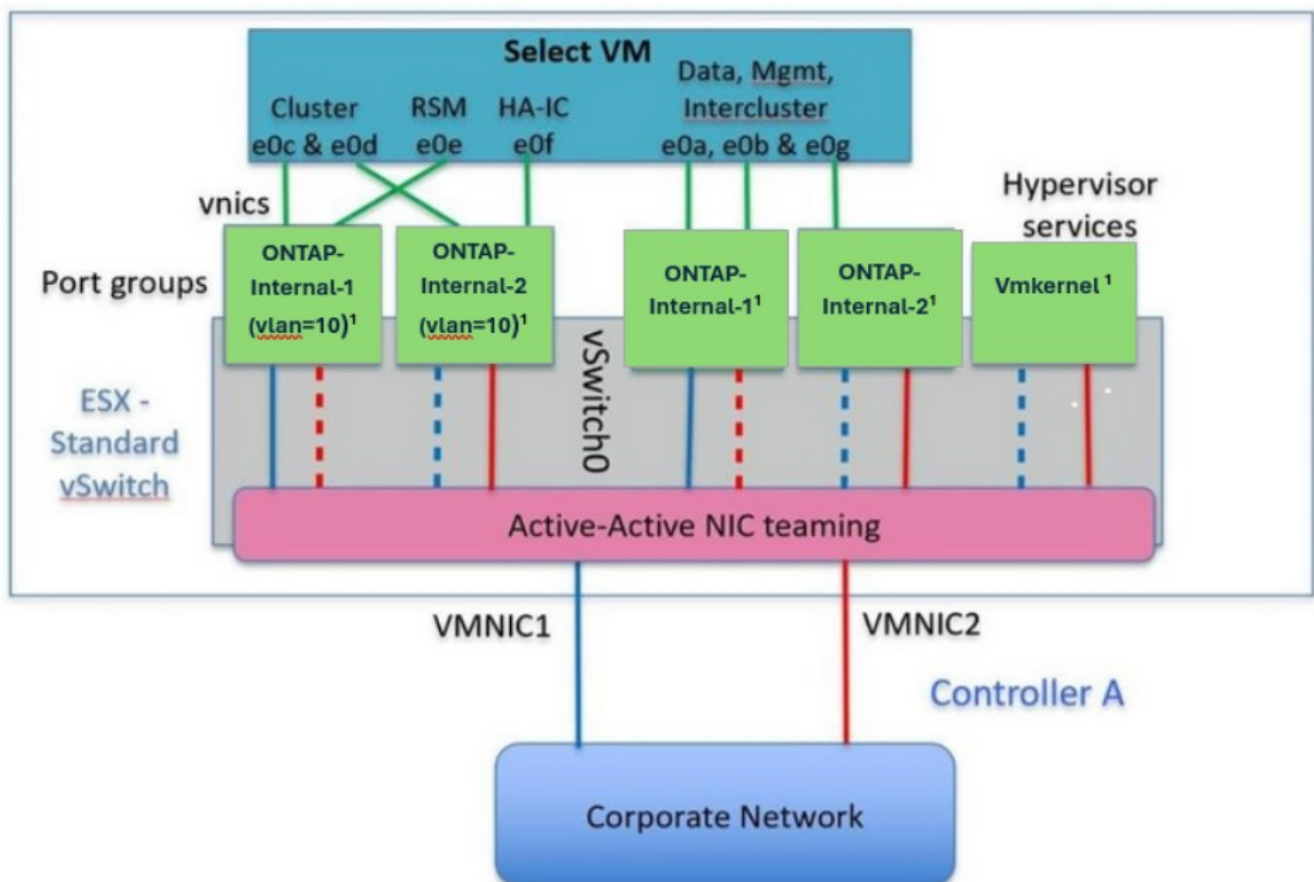 Select VM
Cluster
e0c & e0d
RSM
e0e
HA-IC
e0f
Data, Mgmt,
Intercluster
e0a, e0b & e0g
vnics
Hypervisor
services
Port groups
ONTAP-
Internal-1
(vlan=10)¹
ONTAP-
Internal-2
(vlan=10)¹
ONTAP-
Internal-1¹
ONTAP-
Internal-2¹
Vmkernel ¹
vSwitch0
ESX -
Standard
vSwitch
Active-Active NIC teaming
VMNIC1
VMNIC2
Controller A
Corporate Network